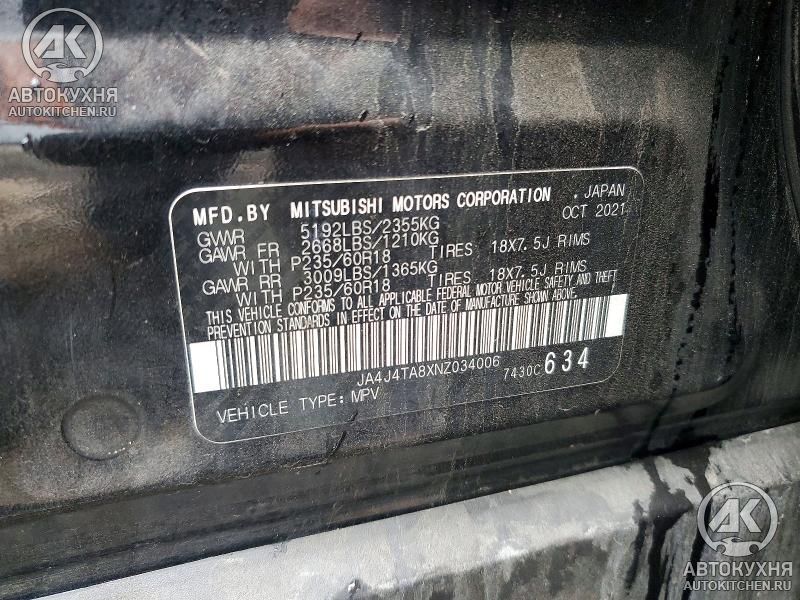 АК
АВТОКУХНЯ
AUTOKITCHEN.RU
MFD.BY MITSUBISHI MOTORS CORPORATION . JAPAN
OCT 2021
GVWR 5192LBS/2355KG
GAWR FR 2668LBS/1210KG
WITH P235/60R18 TIRES 18X7.5J RIMS
GAWR RR 3009LBS/1365KG
WITH P235/60R18 TIRES 18X7.5J RIMS
THIS VEHICLE CONFORMS TO ALL APPLICABLE FEDERAL MOTOR VEHICLE SAFETY AND THEFT
PREVENTION STANDARDS IN EFFECT ON THE DATE OF MANUFACTURE SHOWN ABOVE.
JA4J4TA8XNZ034006 7430C 634
VEHICLE TYPE: MPV
АК
АВТОКУХНЯ
AUTOKITCHEN.RU